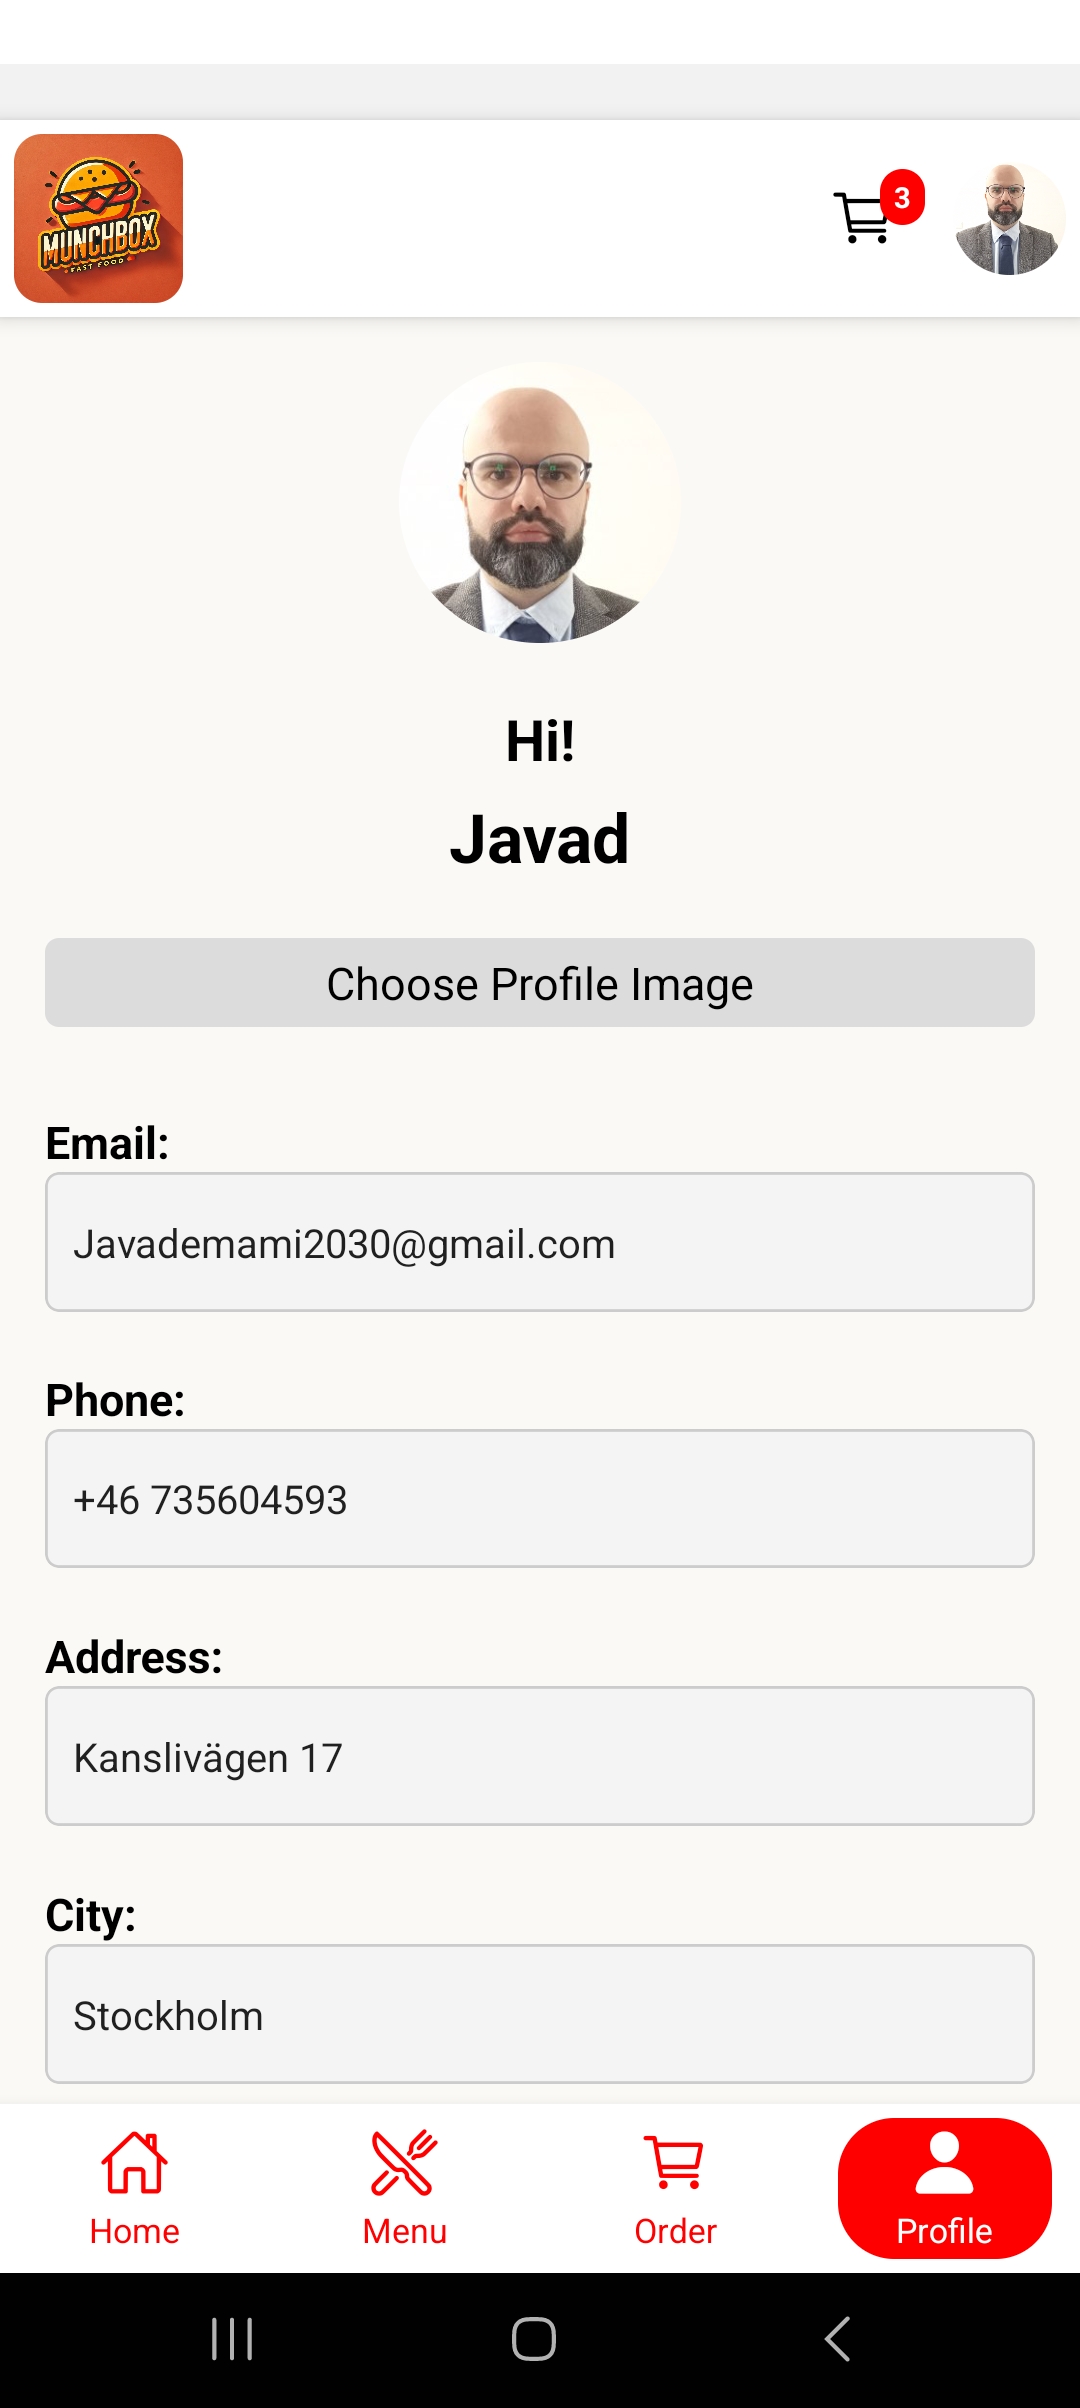 MUNCHBOX
FAST FOOD
3
Hi!
Javad
Choose Profile Image
Email:
Javademami2030@gmail.com
Phone:
+46 735604593
Address:
Kanslivägen 17
City:
Stockholm
Home
Menu
Order
Profile